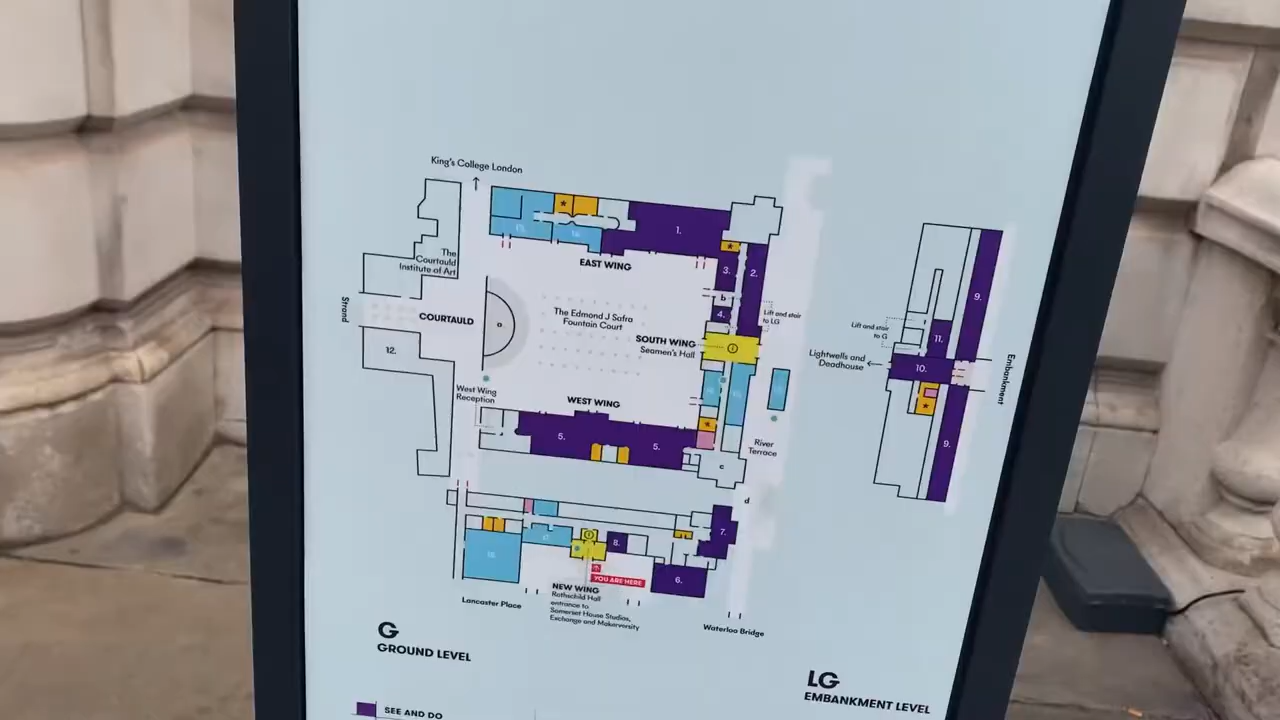 King's College London
The
Courtauld
Institute of Art
Strand
COURTAULD
12.
EAST WING
1.
3.
2.
b
4.
Lift and stair
to LG
a
The Edmond J Safra
Fountain Court
SOUTH WING
Seamen's Hall
i
West Wing
Reception
WEST WING
5.
5.
c
River
Terrace
d
7.
8.
6.
YOU ARE HERE
NEW WING
Rothschild Hall
entrance to
Somerset House Studios,
Exchange and Makerversity
Lancaster Place
Waterloo Bridge
G
GROUND LEVEL
SEE AND DO
9.
11.
Lift and stair
to G
Lightwells and
Deadhouse
10.
Embankment
9.
LG
EMBANKMENT LEVEL